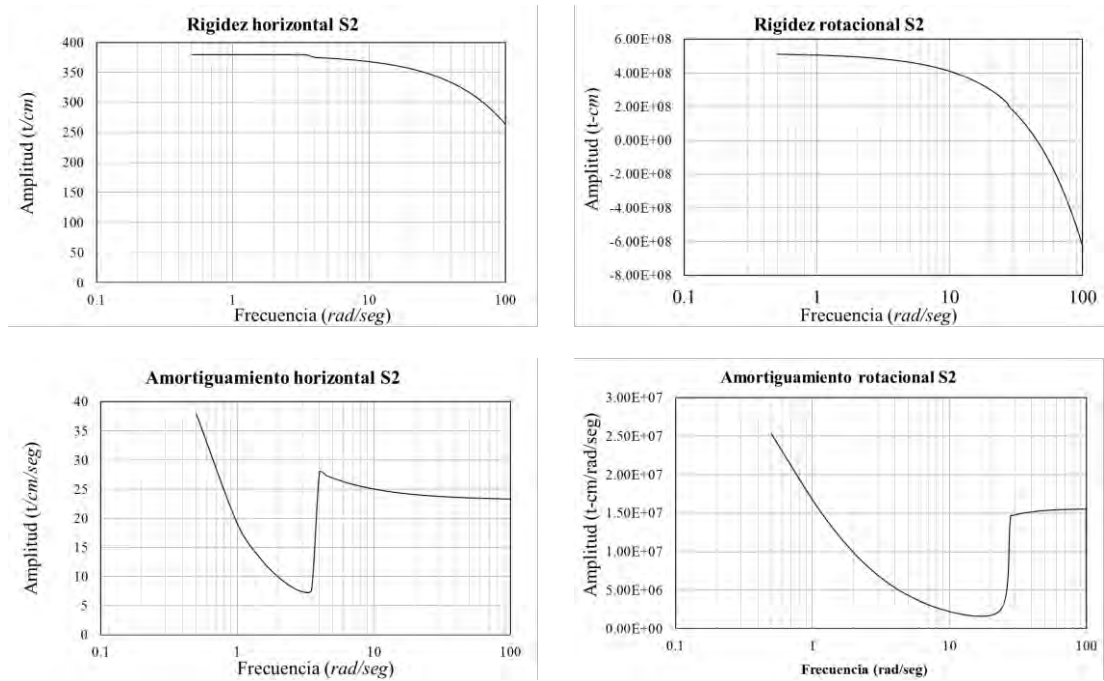 Rigidez horizontal S2
400
350
300
250
200
150
100
50
0
Amplitud (t/cm)
0.1 1 10 100
Frecuencia (rad/seg)
Rigidez rotacional S2
6.00E+08
4.00E+08
2.00E+08
0.00E+00
-2.00E+08
-4.00E+08
-6.00E+08
-8.00E+08
Amplitud (t-cm)
0.1 1 10 100
Frecuencia (rad/seg)
Amortiguamiento horizontal S2
40
35
30
25
20
15
10
5
0
Amplitud (t/cm/seg)
0.1 1 10 100
Frecuencia (rad/seg)
Amortiguamiento rotacional S2
3.00E+07
2.50E+07
2.00E+07
1.50E+07
1.00E+07
5.00E+06
0.00E+00
Amplitud (t-cm/rad/seg)
0.1 1 10 100
Frecuencia (rad/seg)